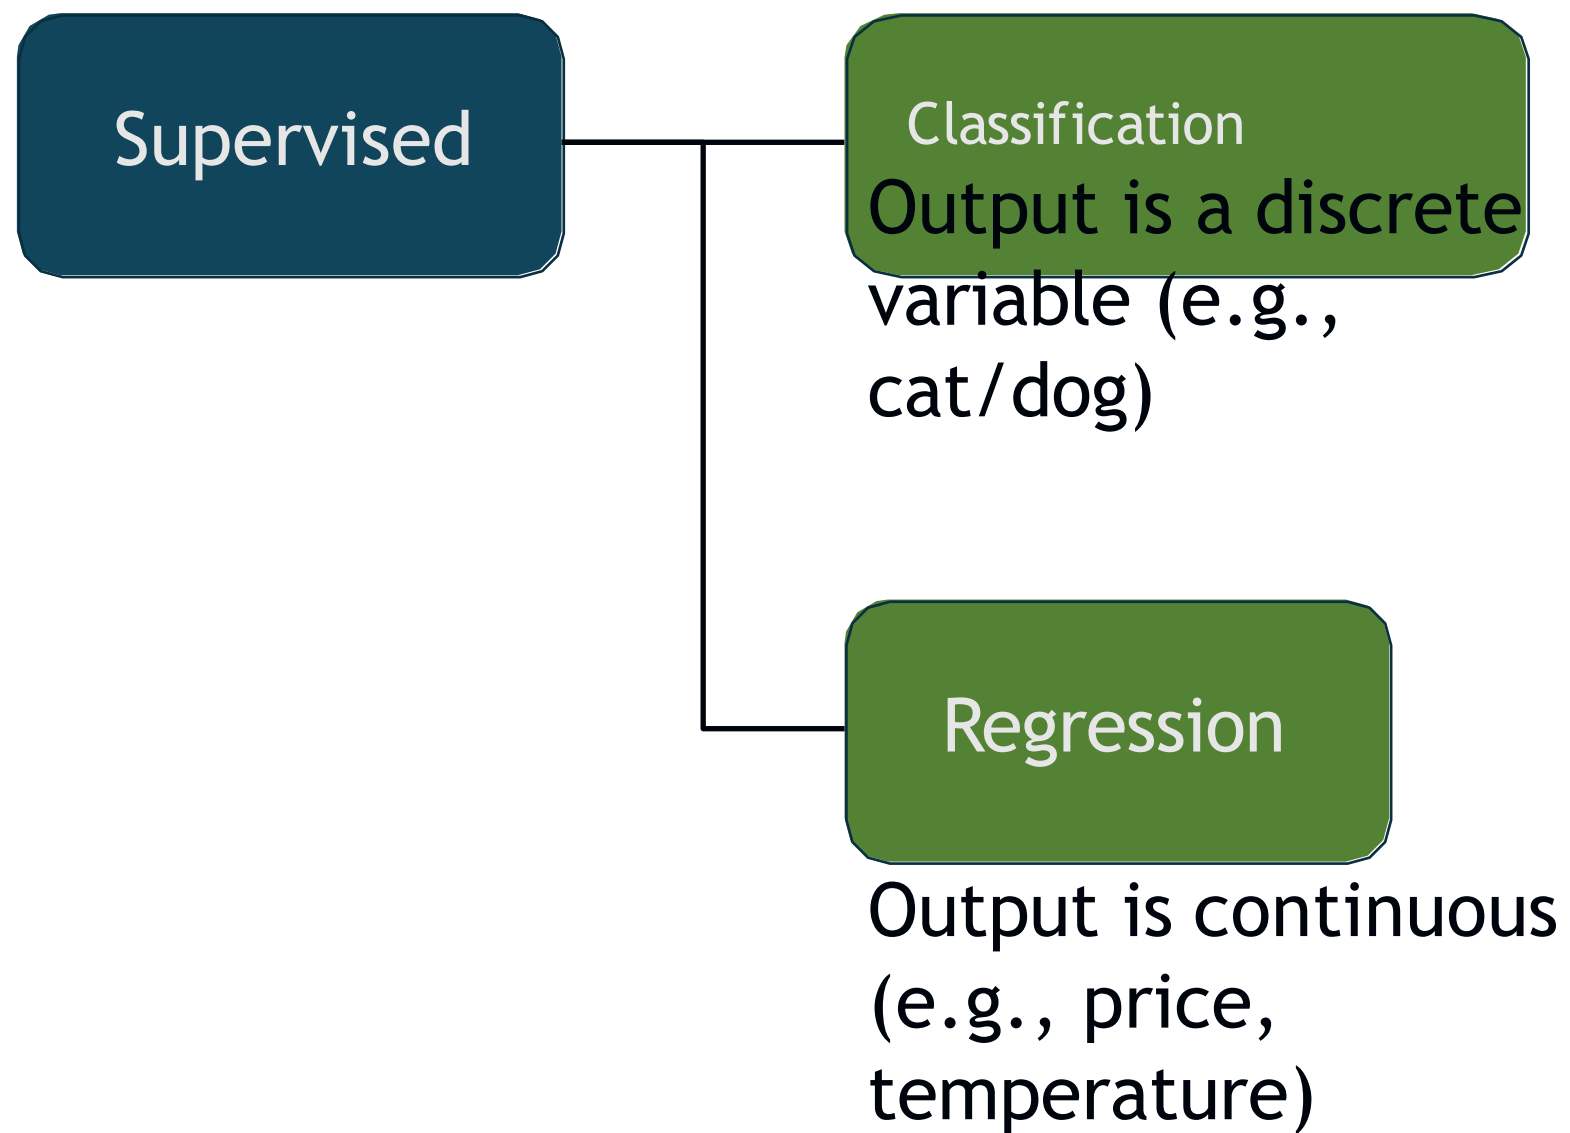 Supervised
Classification
Output is a discrete
variable (e.g.,
cat/dog)
Regression
Output is continuous
(e.g., price,
temperature)